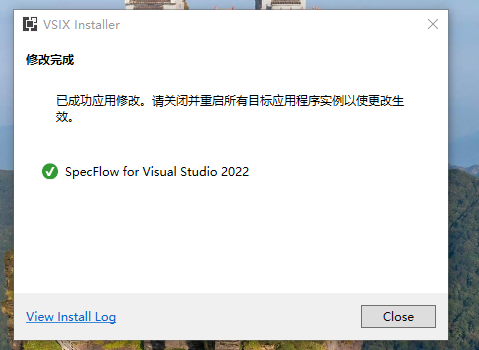 VSIX Installer
修改完成
已成功应用修改。请关闭并重启所有目标应用程序实例以使更改生
效。
SpecFlow for Visual Studio 2022
View Install Log
Close